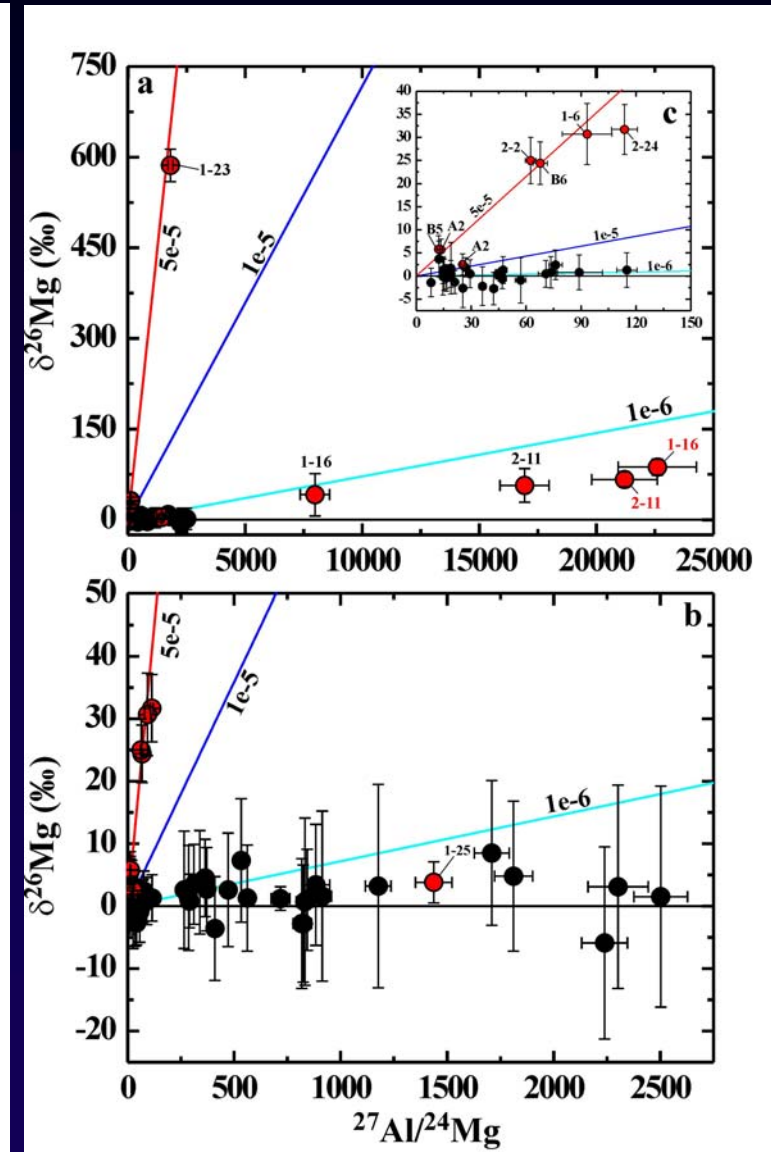 a
c
b
750
600
450
300
150
0
δ26Mg (‰)
5e-5
1e-5
1e-6
1-23
1-16
2-11
2-11
1-16
0
5000
10000
15000
20000
25000
40
35
30
25
20
15
10
5
0
-5
2-2
B6
1-6
2-24
B5
A2
A2
5e-5
1e-5
1e-6
0
30
60
90
120
150
50
40
30
20
10
0
-10
-20
δ26Mg (‰)
5e-5
1e-5
1e-6
1-25
0
500
1000
1500
2000
2500
27Al/24Mg